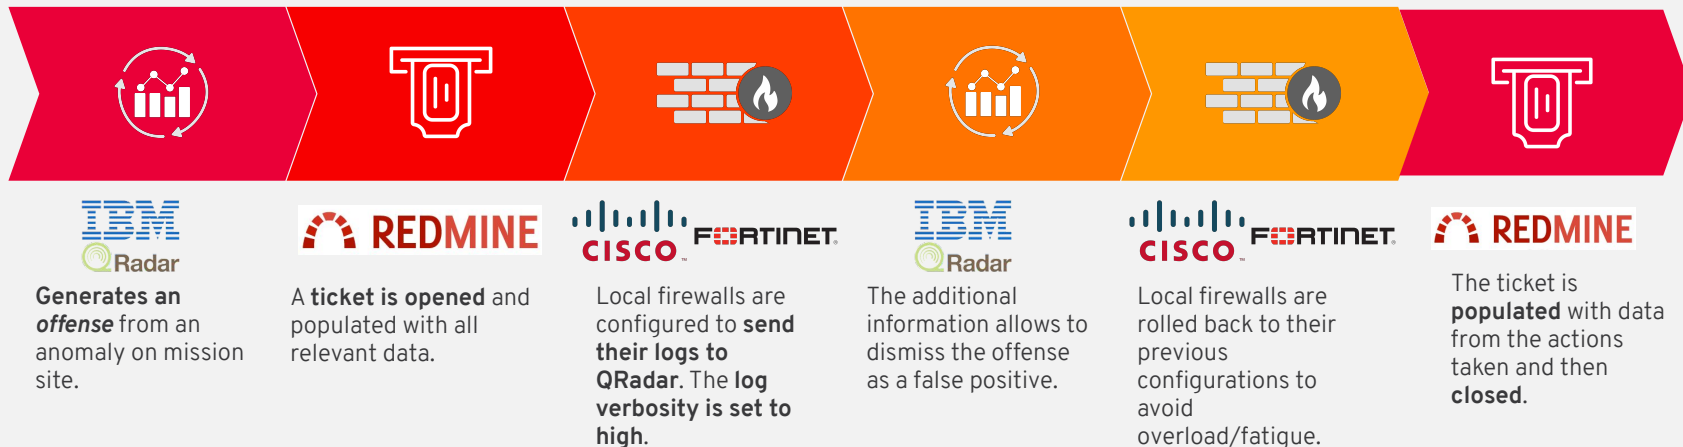 IBM
QRadar
Generates an
offense from an
anomaly on mission
site.
REDMINE
A ticket is opened and
populated with all
relevant data.
CISCO
FORTINET
Local firewalls are
configured to send
their logs to
QRadar. The log
verbosity is set to
high.
IBM
QRadar
The additional
information allows to
dismiss the offense
as a false positive.
CISCO
FORTINET
Local firewalls are
rolled back to their
previous
configurations to
avoid
overload/fatigue.
REDMINE
The ticket is
populated with data
from the actions
taken and then
closed.